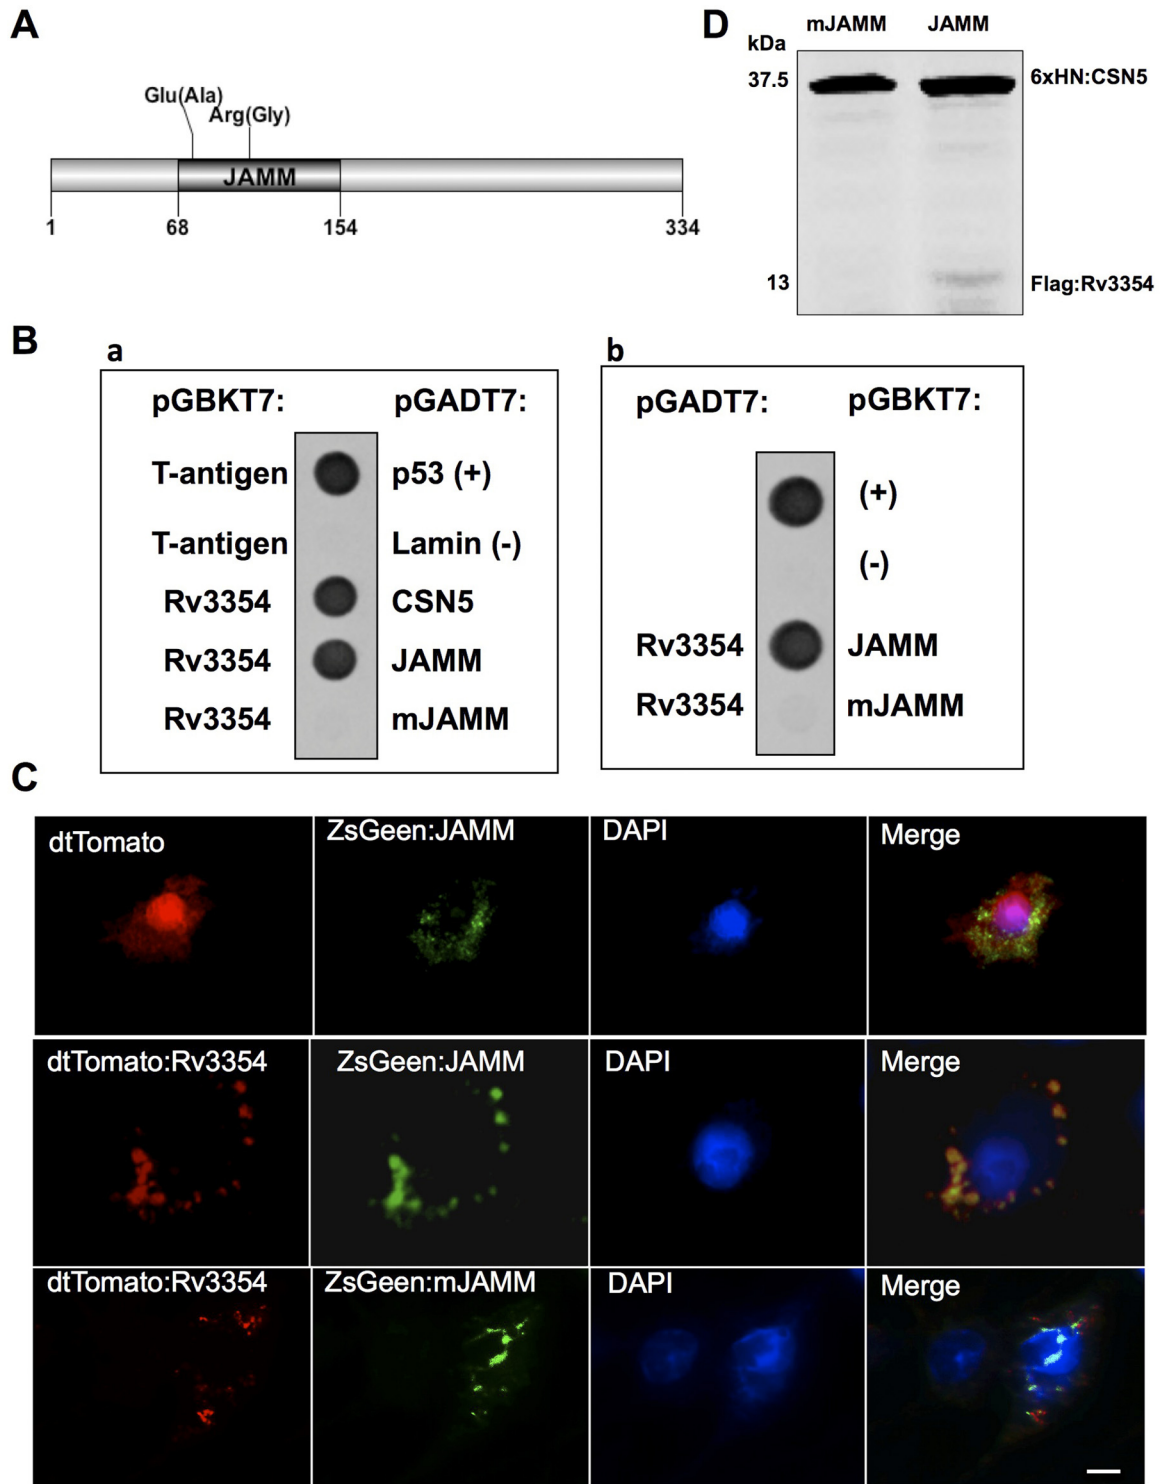 A
Glu(Ala)
Arg(Gly)
JAMM
1 68 154 334
D
mJAMM JAMM
kDa
37.5 6xHN:CSN5
13 Flag:Rv3354
B
a
pGBKT7: pGADT7:
T-antigen p53 (+)
T-antigen Lamin (-)
Rv3354 CSN5
Rv3354 JAMM
Rv3354 mJAMM
b
pGADT7: pGBKT7:
(+)
(-)
Rv3354 JAMM
Rv3354 mJAMM
C
dtTomato ZsGeen:JAMM DAPI Merge
dtTomato:Rv3354 ZsGeen:JAMM DAPI Merge
dtTomato:Rv3354 ZsGeen:mJAMM DAPI Merge